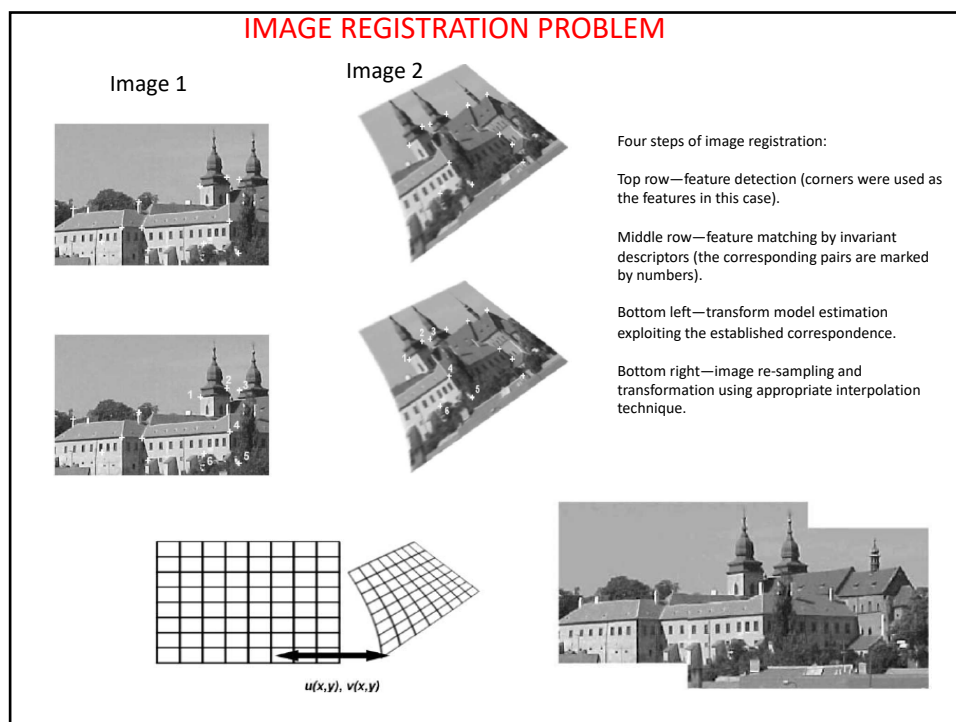 IMAGE REGISTRATION PROBLEM
Image 1
Image 2
Four steps of image registration:
Top row—feature detection (corners were used as
the features in this case).
Middle row—feature matching by invariant
descriptors (the corresponding pairs are marked
by numbers).
Bottom left—transform model estimation
exploiting the established correspondence.
Bottom right—image re-sampling and
transformation using appropriate interpolation
technique.
1 2 3
4
5
6
1 2 3
4
5
6
u(x,y), v(x,y)